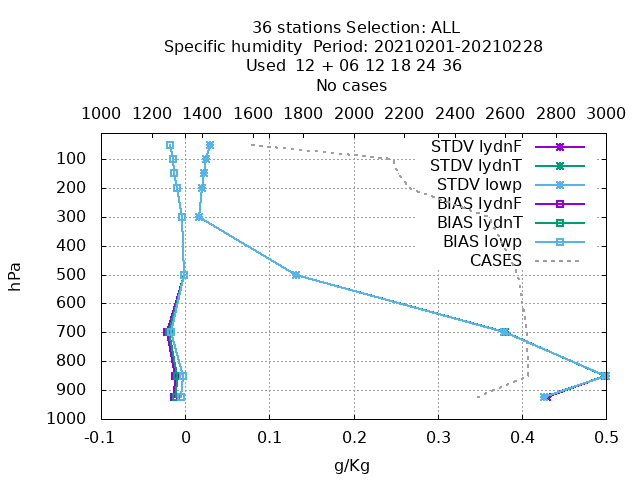 36 stations Selection: ALL
Specific humidity  Period: 20210201-20210228
Used  12 + 06 12 18 24 36
No cases
1000 1200 1400 1600 1800 2000 2200 2400 2600 2800 3000
STDV lydnF
STDV lydnT
STDV lowp
BIAS lydnF
BIAS lydnT
BIAS lowp
CASES
100
200
300
400
500
600
700
800
900
1000
hPa
-0.1 0 0.1 0.2 0.3 0.4 0.5
g/Kg